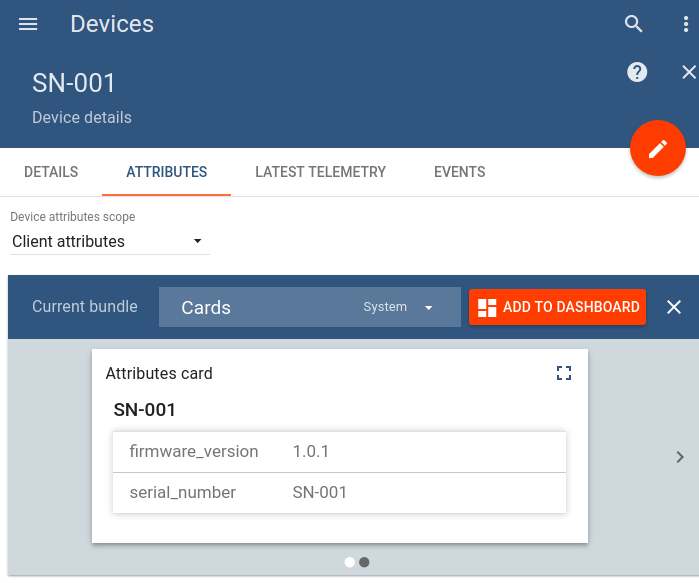 Devices
SN-001
Device details
DETAILS ATTRIBUTES LATEST TELEMETRY EVENTS
Device attributes scope
Client attributes
Current bundle Cards System ADD TO DASHBOARD
Attributes card
SN-001
firmware_version 1.0.1
serial_number SN-001